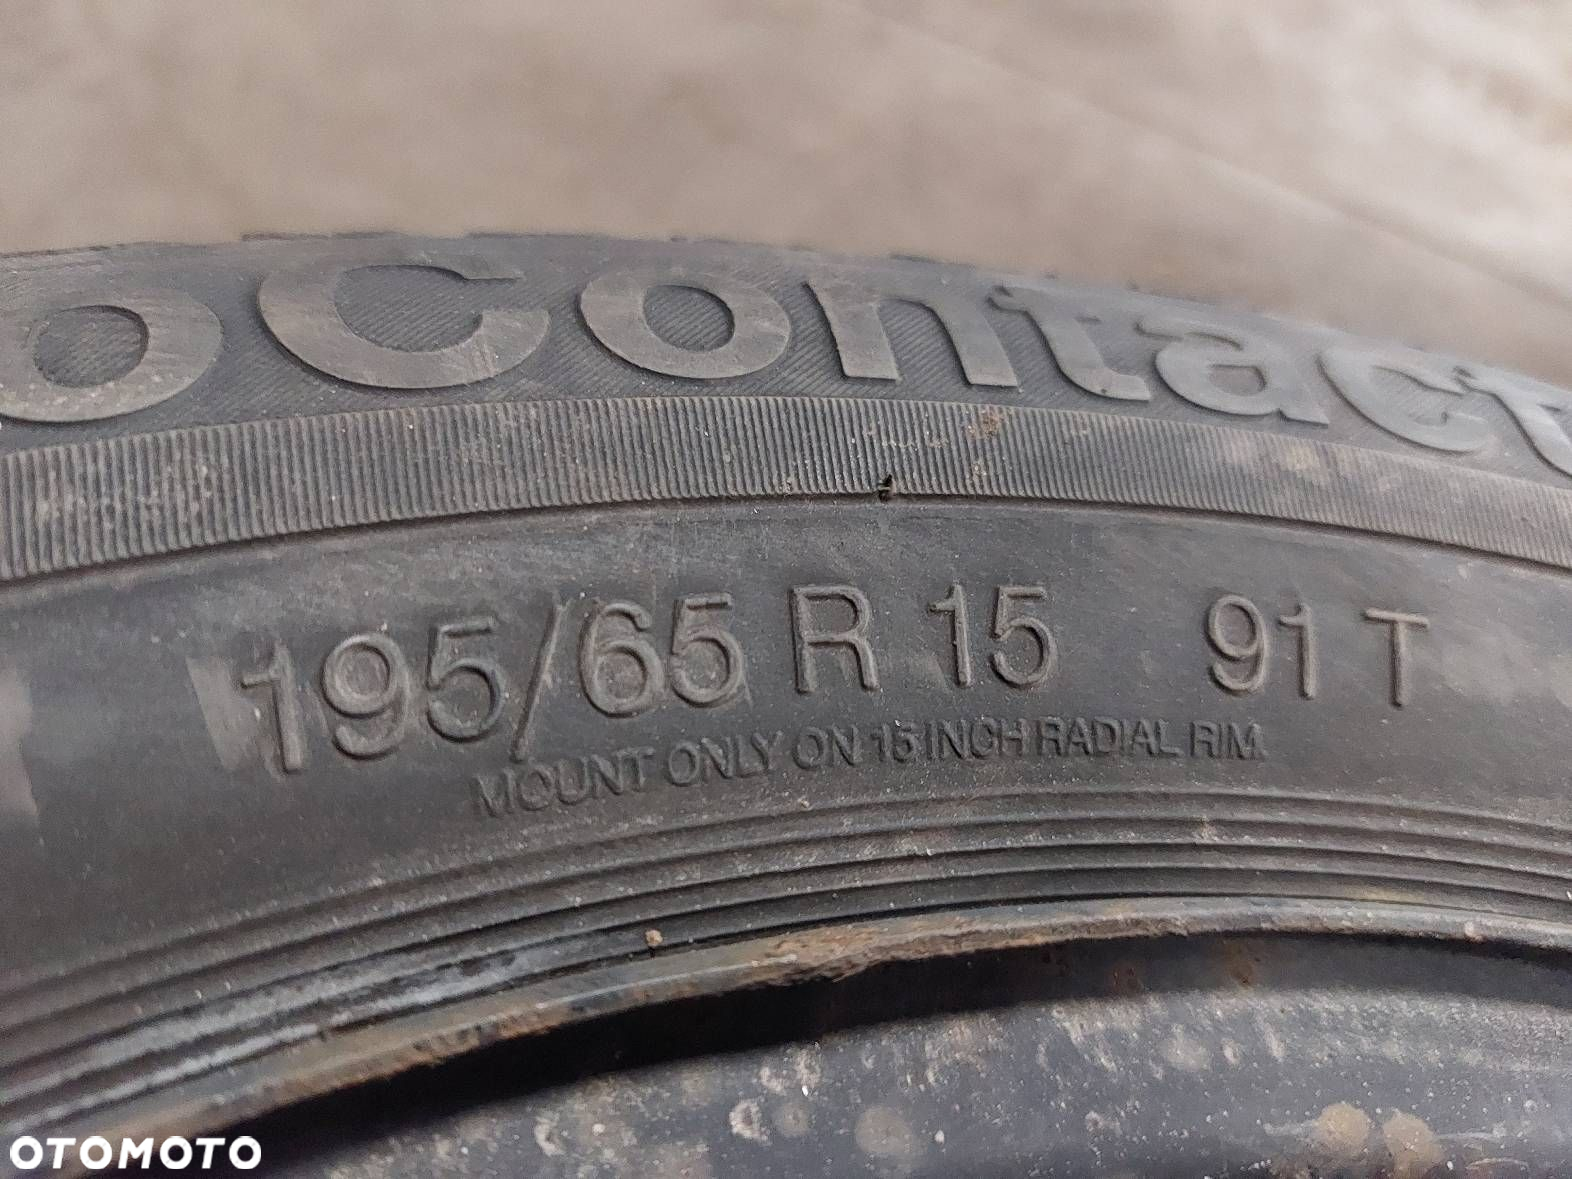 oContact
195/65 R 15 91 T
MOUNT ONLY ON 15 INCH RADIAL RIM.
OTOMOTO